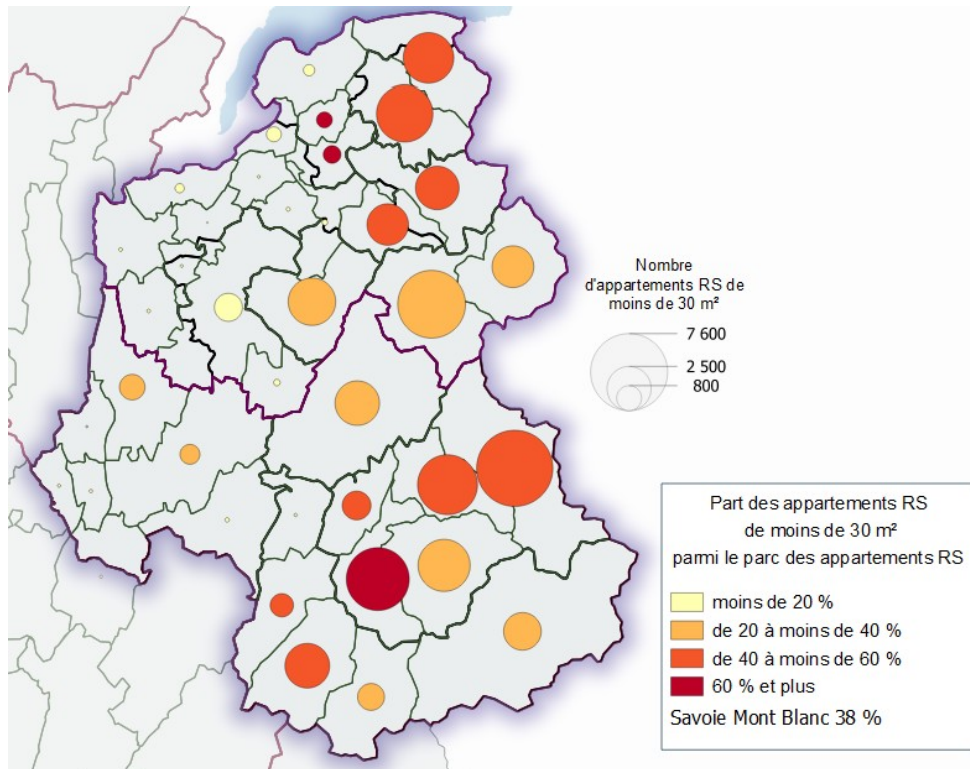 Nombre
d'appartements RS de
moins de 30 m²
7 600
2 500
800
Part des appartements RS
de moins de 30 m²
parmi le parc des appartements RS
moins de 20 %
de 20 à moins de 40 %
de 40 à moins de 60 %
60 % et plus
Savoie Mont Blanc 38 %